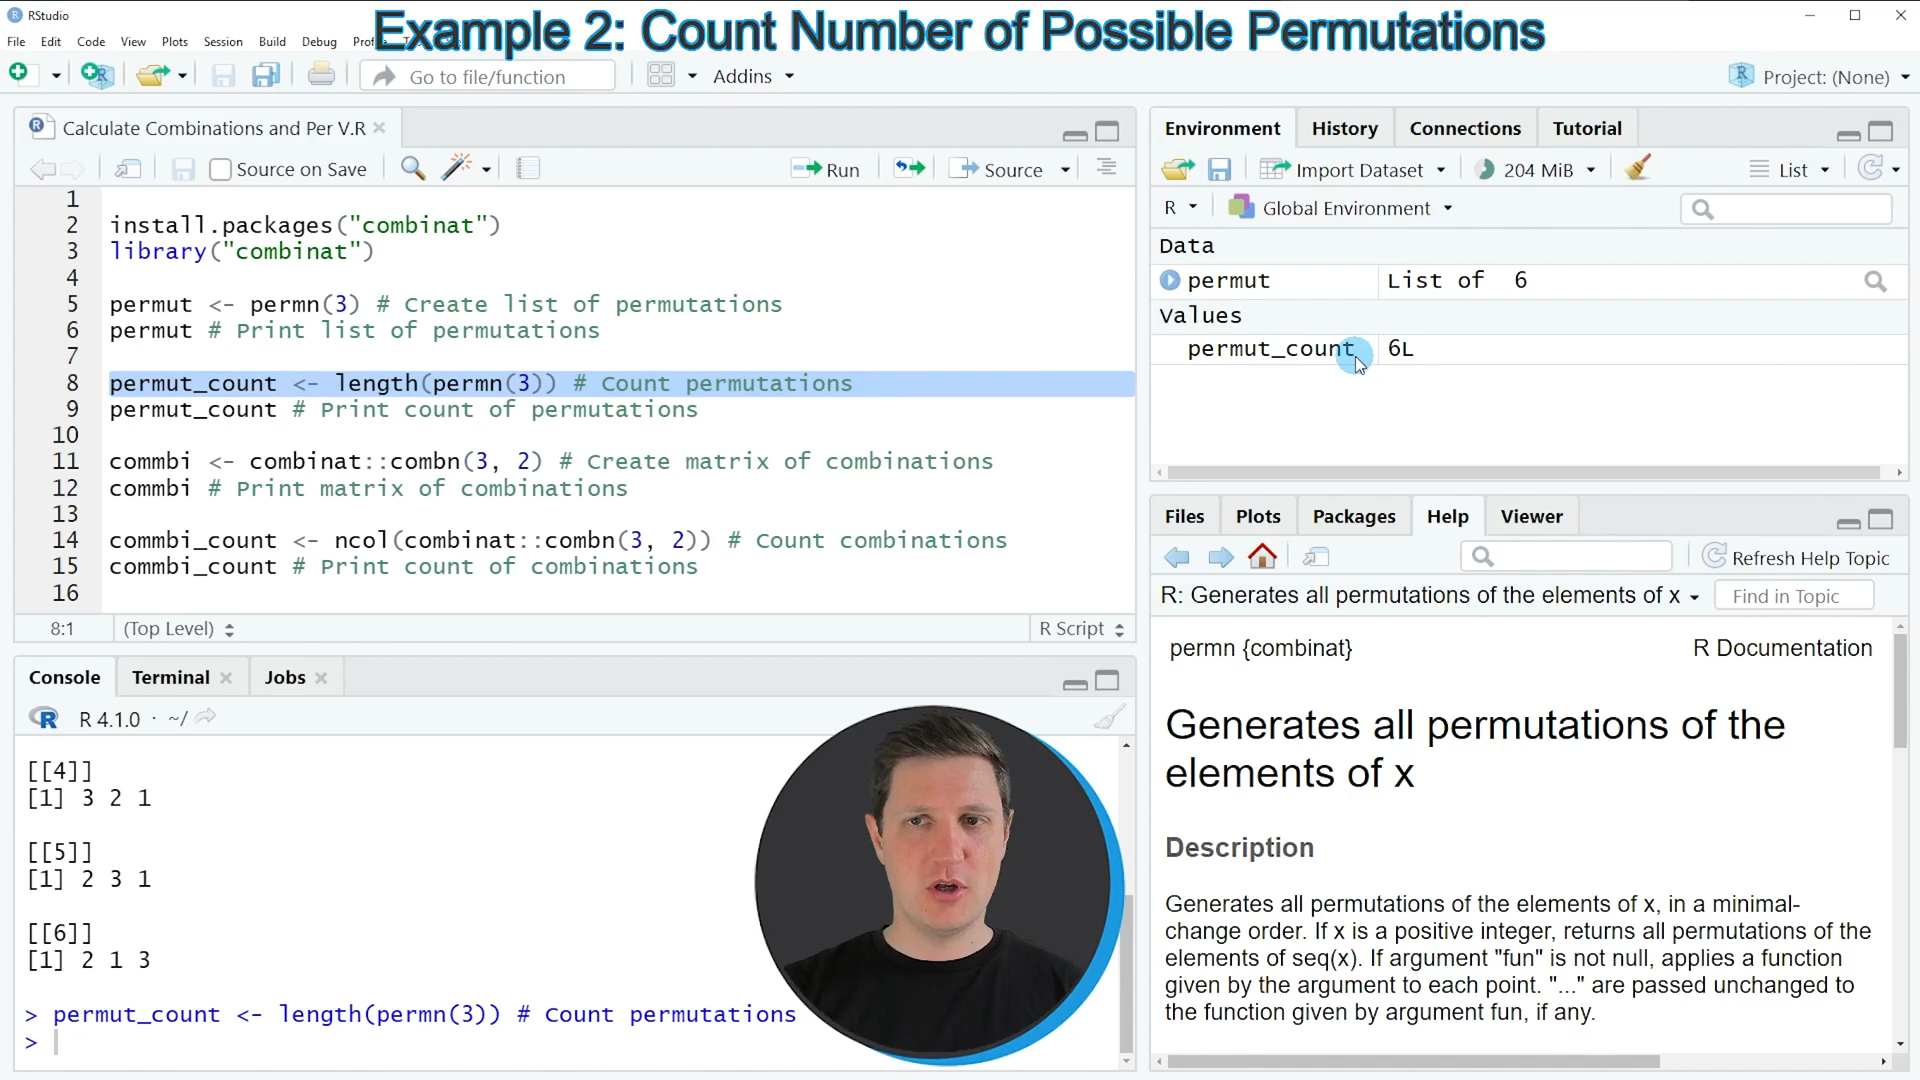 RStudio
Example 2: Count Number of Possible Permutations
File Edit Code View Plots Session Build Debug
Go to file/function
Addins
Project: (None)
Calculate Combinations and Per V.R
Source on Save
Run
Source
1
2 install.packages("combinat")
3 library("combinat")
4
5 permut <- permn(3) # Create list of permutations
6 permut # Print list of permutations
7
8 permut_count <- length(permn(3)) # Count permutations
9 permut_count # Print count of permutations
10
11 commbi <- combinat::combn(3, 2) # Create matrix of combinations
12 commbi # Print matrix of combinations
13
14 commbi_count <- ncol(combinat::combn(3, 2)) # Count combinations
15 commbi_count # Print count of combinations
16
8:1 (Top Level) R Script
Console Terminal Jobs
R 4.1.0 · ~/
[[4]]
[1] 3 2 1
[[5]]
[1] 2 3 1
[[6]]
[1] 2 1 3
> permut_count <- length(permn(3)) # Count permutations
>
Environment History Connections Tutorial
Import Dataset 204 MiB List
R Global Environment
Data
permut List of 6
Values
permut_count 6L
Files Plots Packages Help Viewer
Refresh Help Topic
R: Generates all permutations of the elements of x Find in Topic
permn {combinat} R Documentation
Generates all permutations of the
elements of x
Description
Generates all permutations of the elements of x, in a minimal-
change order. If x is a positive integer, returns all permutations of the
elements of seq(x). If argument "fun" is not null, applies a function
given by the argument to each point. "..." are passed unchanged to
the function given by argument fun, if any.